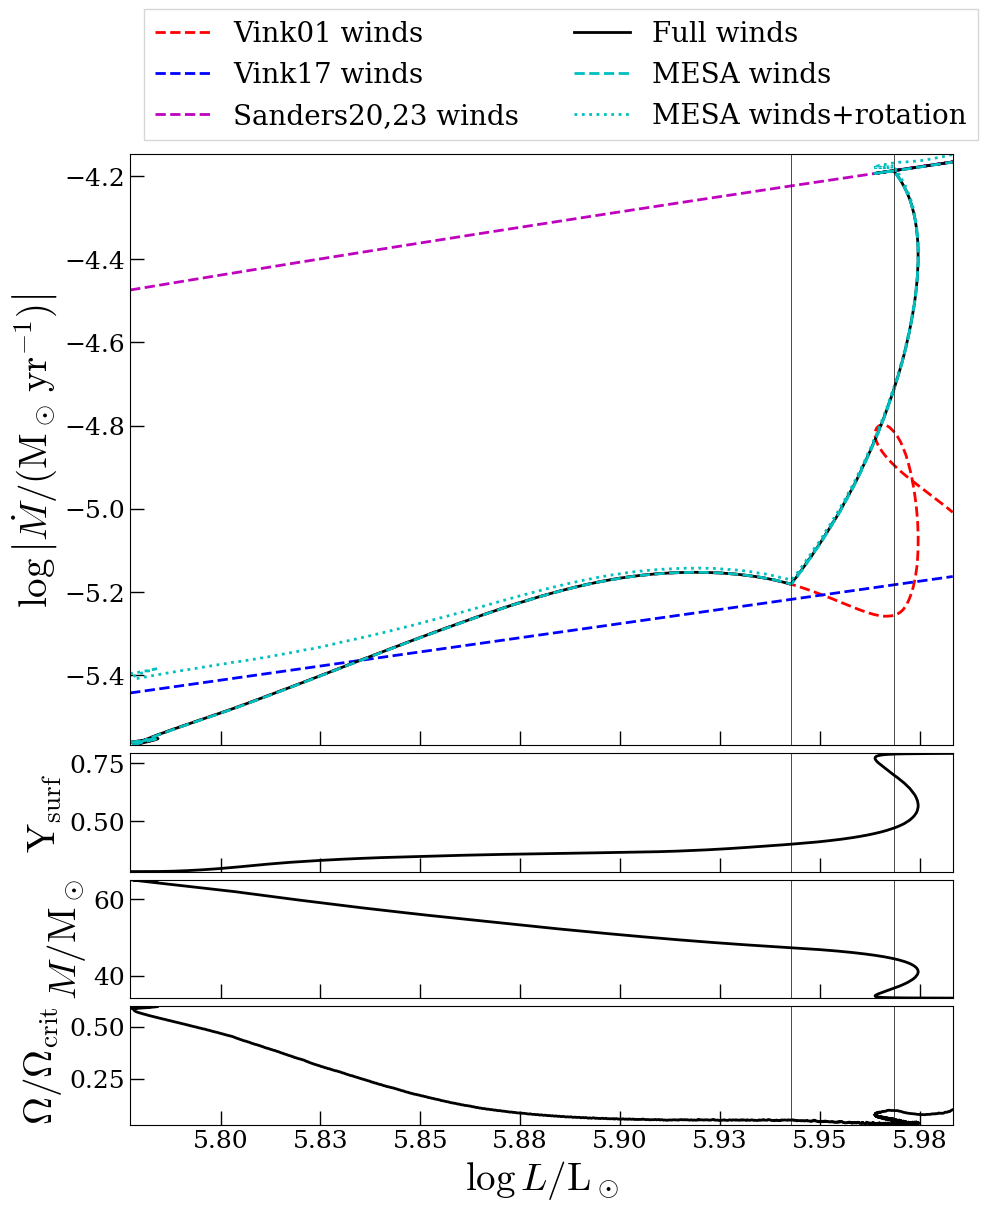 Vink01 winds
Vink17 winds
Sanders20,23 winds
Full winds
MESA winds
MESA winds+rotation
log |Ṁ/(M⊙ yr⁻¹)|
−4.2
−4.4
−4.6
−4.8
−5.0
−5.2
−5.4
Y_surf
0.75
0.50
M/M⊙
60
40
Ω/Ω_crit
0.50
0.25
5.80 5.83 5.85 5.88 5.90 5.93 5.95 5.98
log L/L⊙